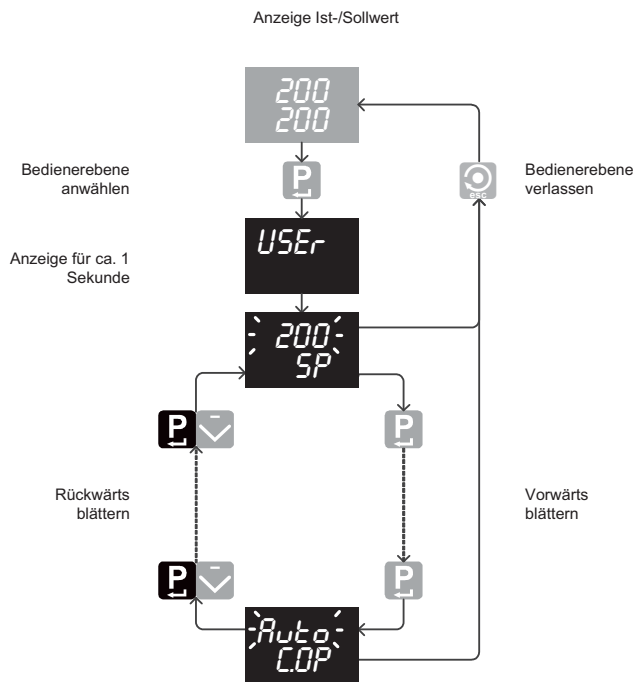 Anzeige Ist-/Sollwert
200
200
Bedienerebene
anwählen
P
esc
Bedienerebene
verlassen
USEr
Anzeige für ca. 1
Sekunde
200
SP
P
P
Rückwärts
blättern
Vorwärts
blättern
P
P
Auto
C.OP